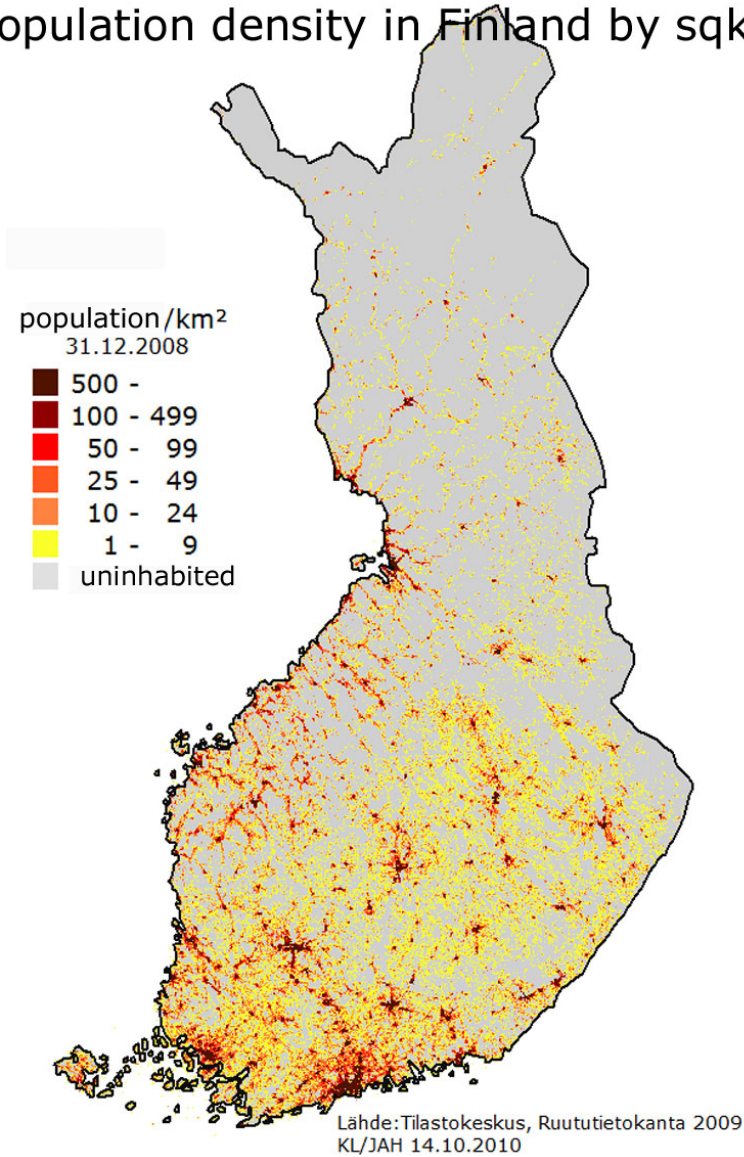 opulation density in Finland by sqk
population/km²
31.12.2008
500 -
100 - 499
50 - 99
25 - 49
10 - 24
1 - 9
uninhabited
Lähde:Tilastokeskus, Ruututietokanta 2009
KL/JAH 14.10.2010